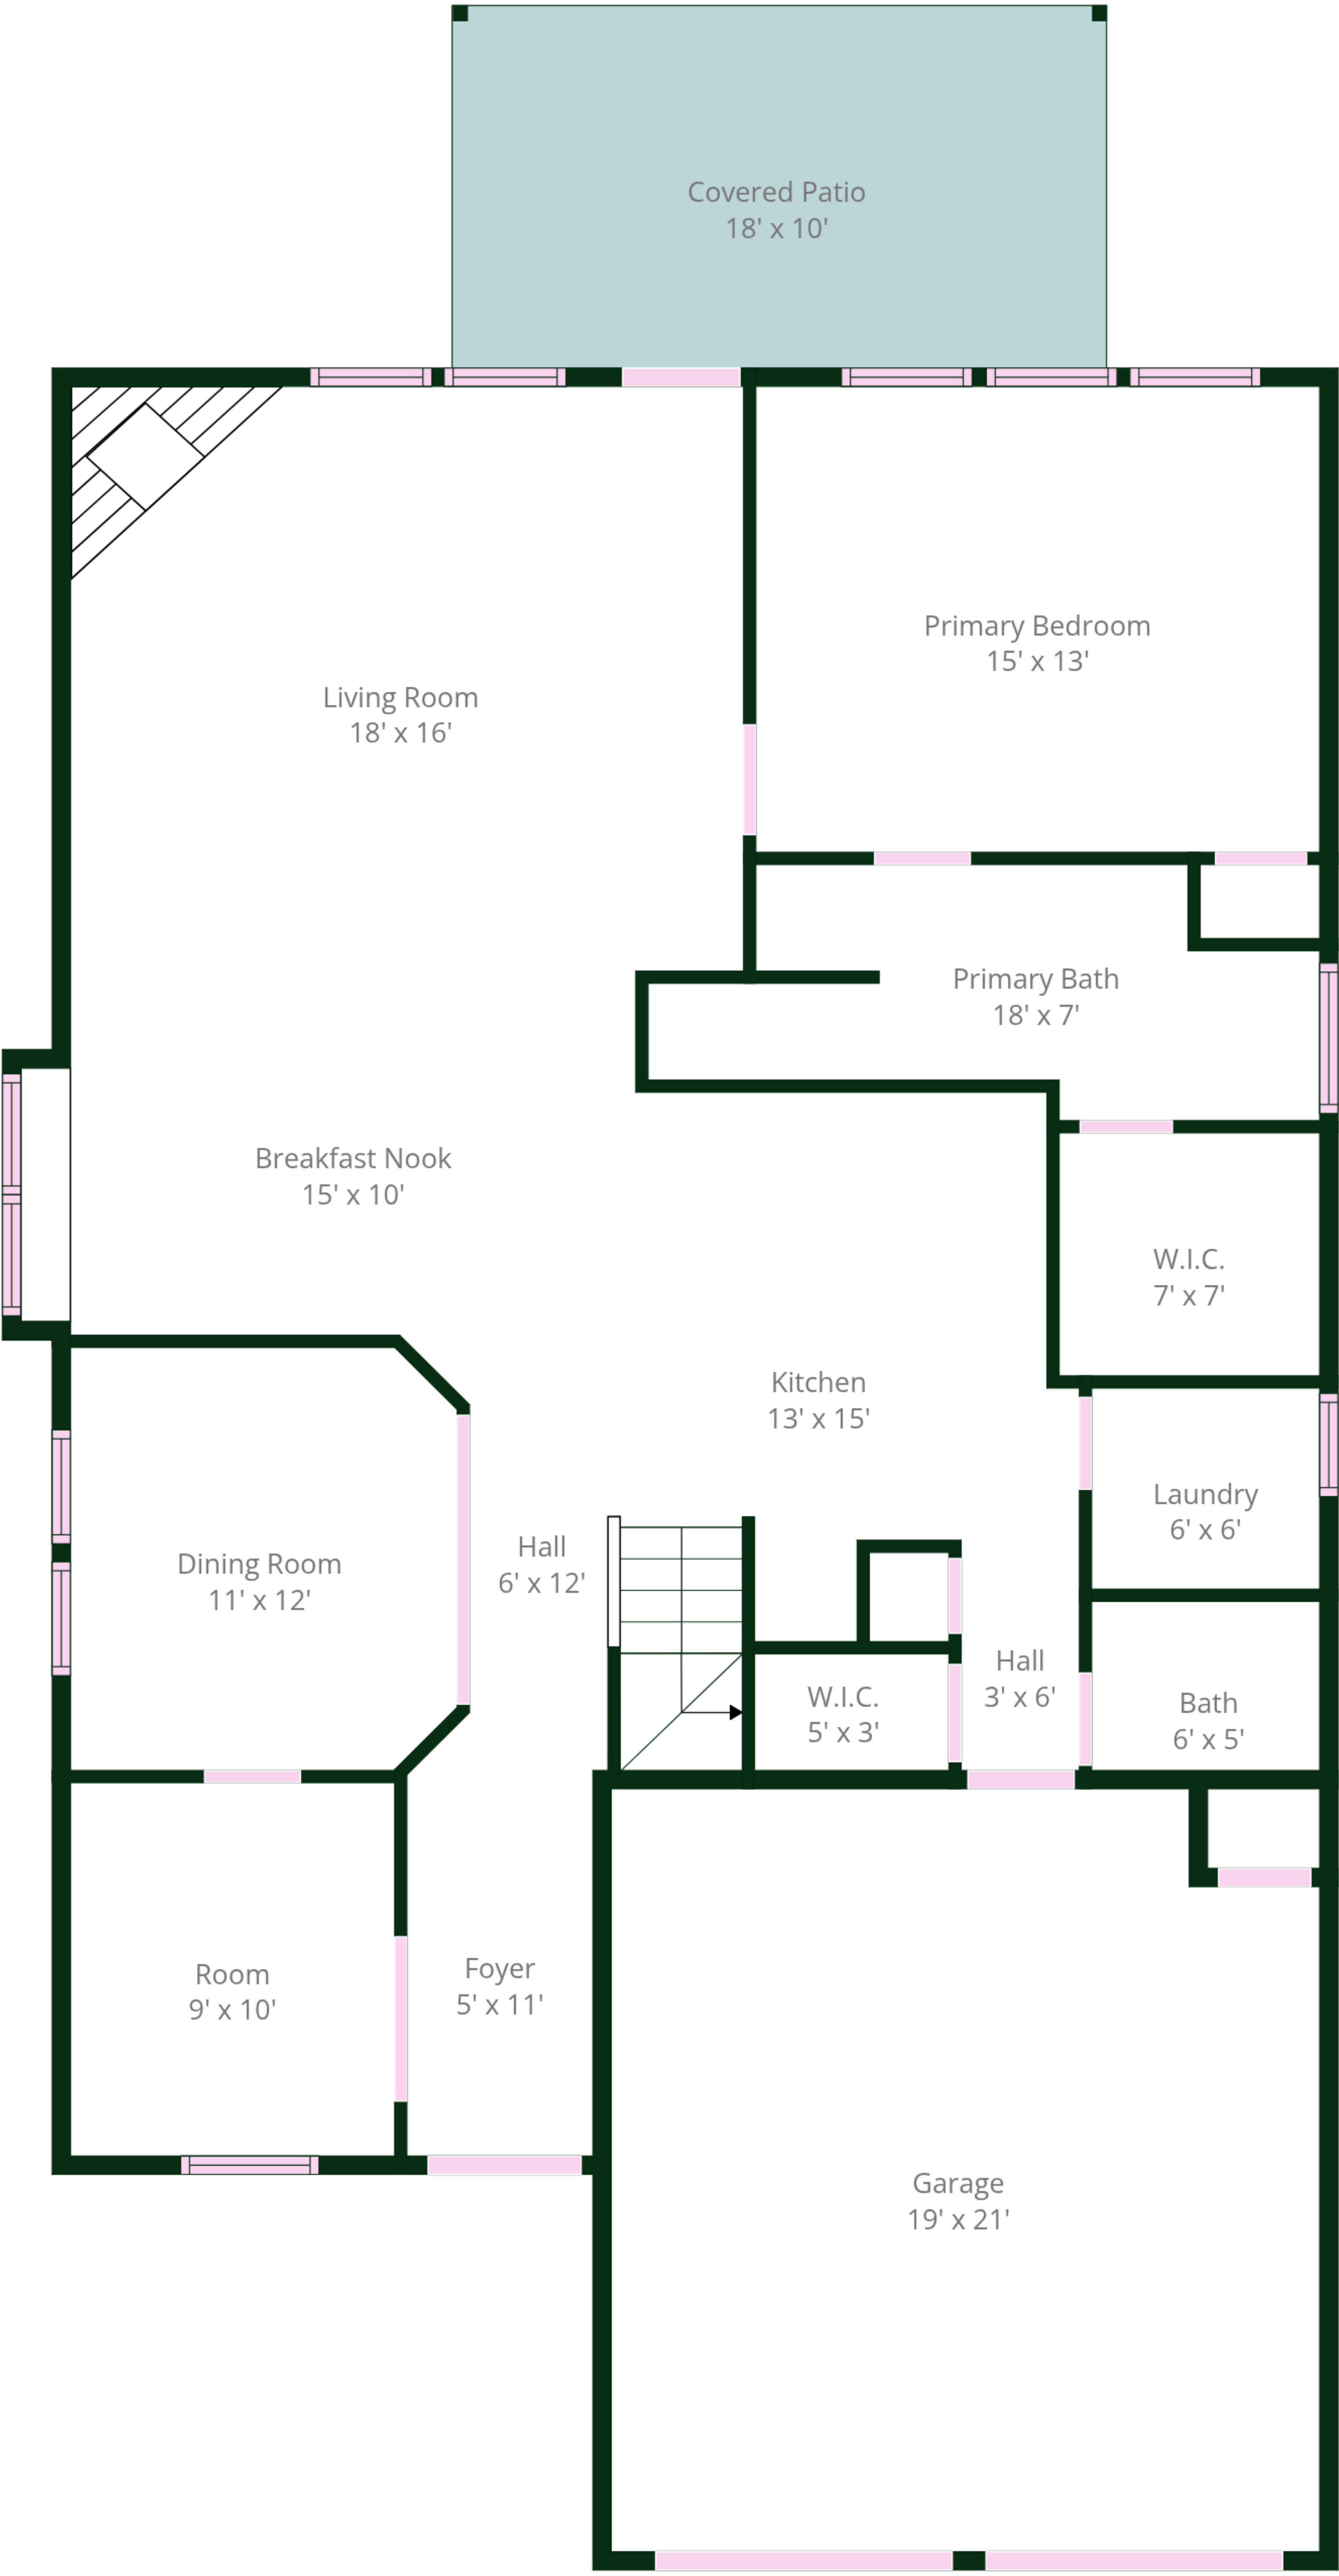 Covered Patio
18' x 10'
Primary Bedroom
15' x 13'
Living Room
18' x 16'
Primary Bath
18' x 7'
Breakfast Nook
15' x 10'
W.I.C.
7' x 7'
Kitchen
13' x 15'
Laundry
6' x 6'
Hall
6' x 12'
Dining Room
11' x 12'
Hall
3' x 6'
W.I.C.
5' x 3'
Bath
6' x 5'
Foyer
5' x 11'
Room
9' x 10'
Garage
19' x 21'